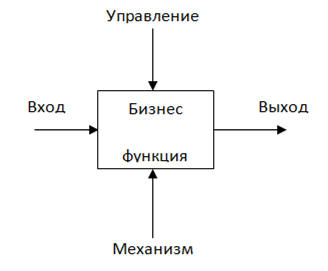 Управление
Вход
Бизнес
функция
Выход
Механизм